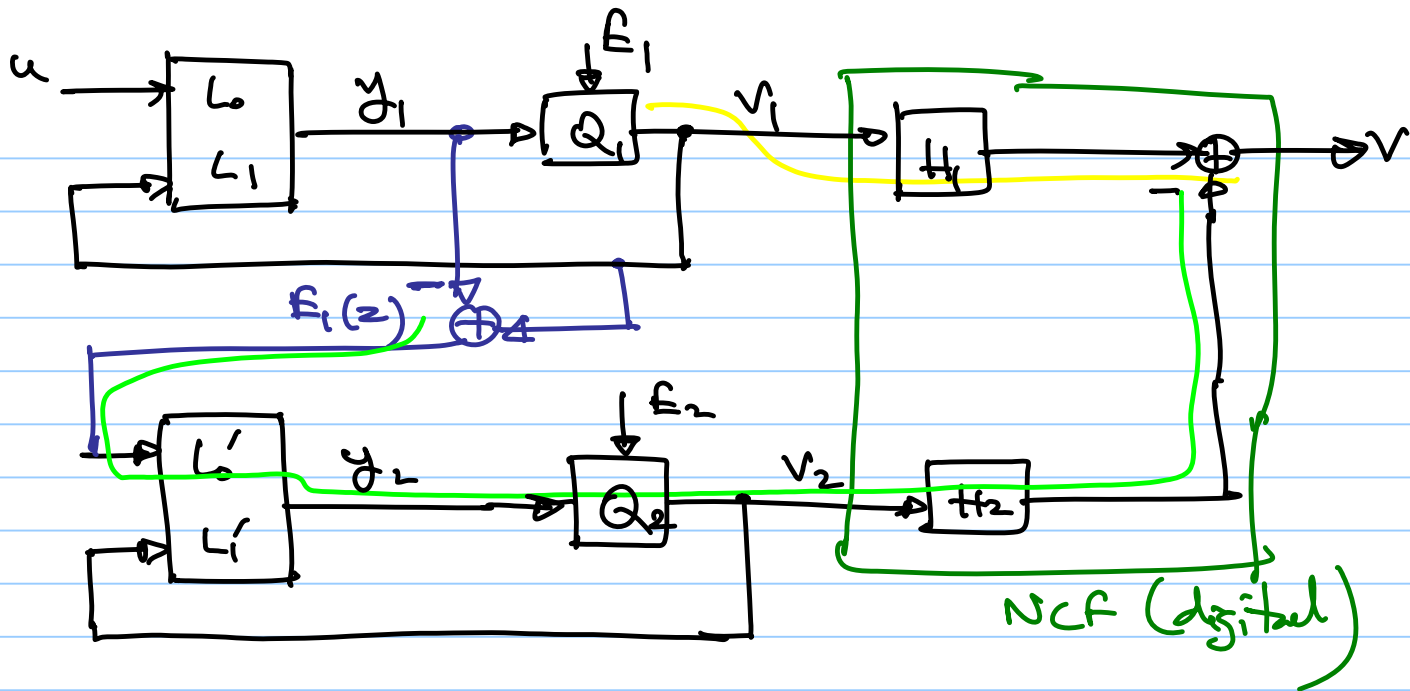 u
L₀
L₁
y₁
E₁
Q₁
V₁
H₁
+
V
−
E₁(z)
−
+
L₀′
L₁′
y₂
E₂
Q₂
V₂
H₂
NCF (digital)